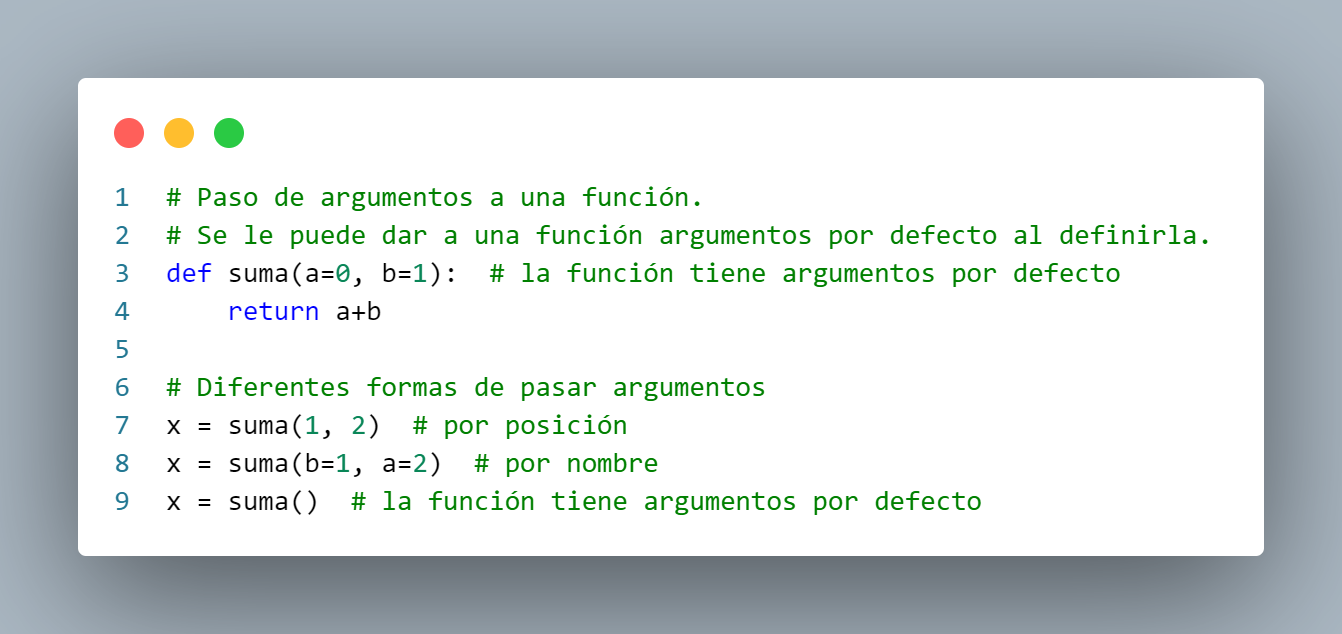 1 # Paso de argumentos a una función.
2 # Se le puede dar a una función argumentos por defecto al definirla.
3 def suma(a=0, b=1):  # la función tiene argumentos por defecto
4     return a+b
5
6 # Diferentes formas de pasar argumentos
7 x = suma(1, 2)  # por posición
8 x = suma(b=1, a=2)  # por nombre
9 x = suma()  # la función tiene argumentos por defecto